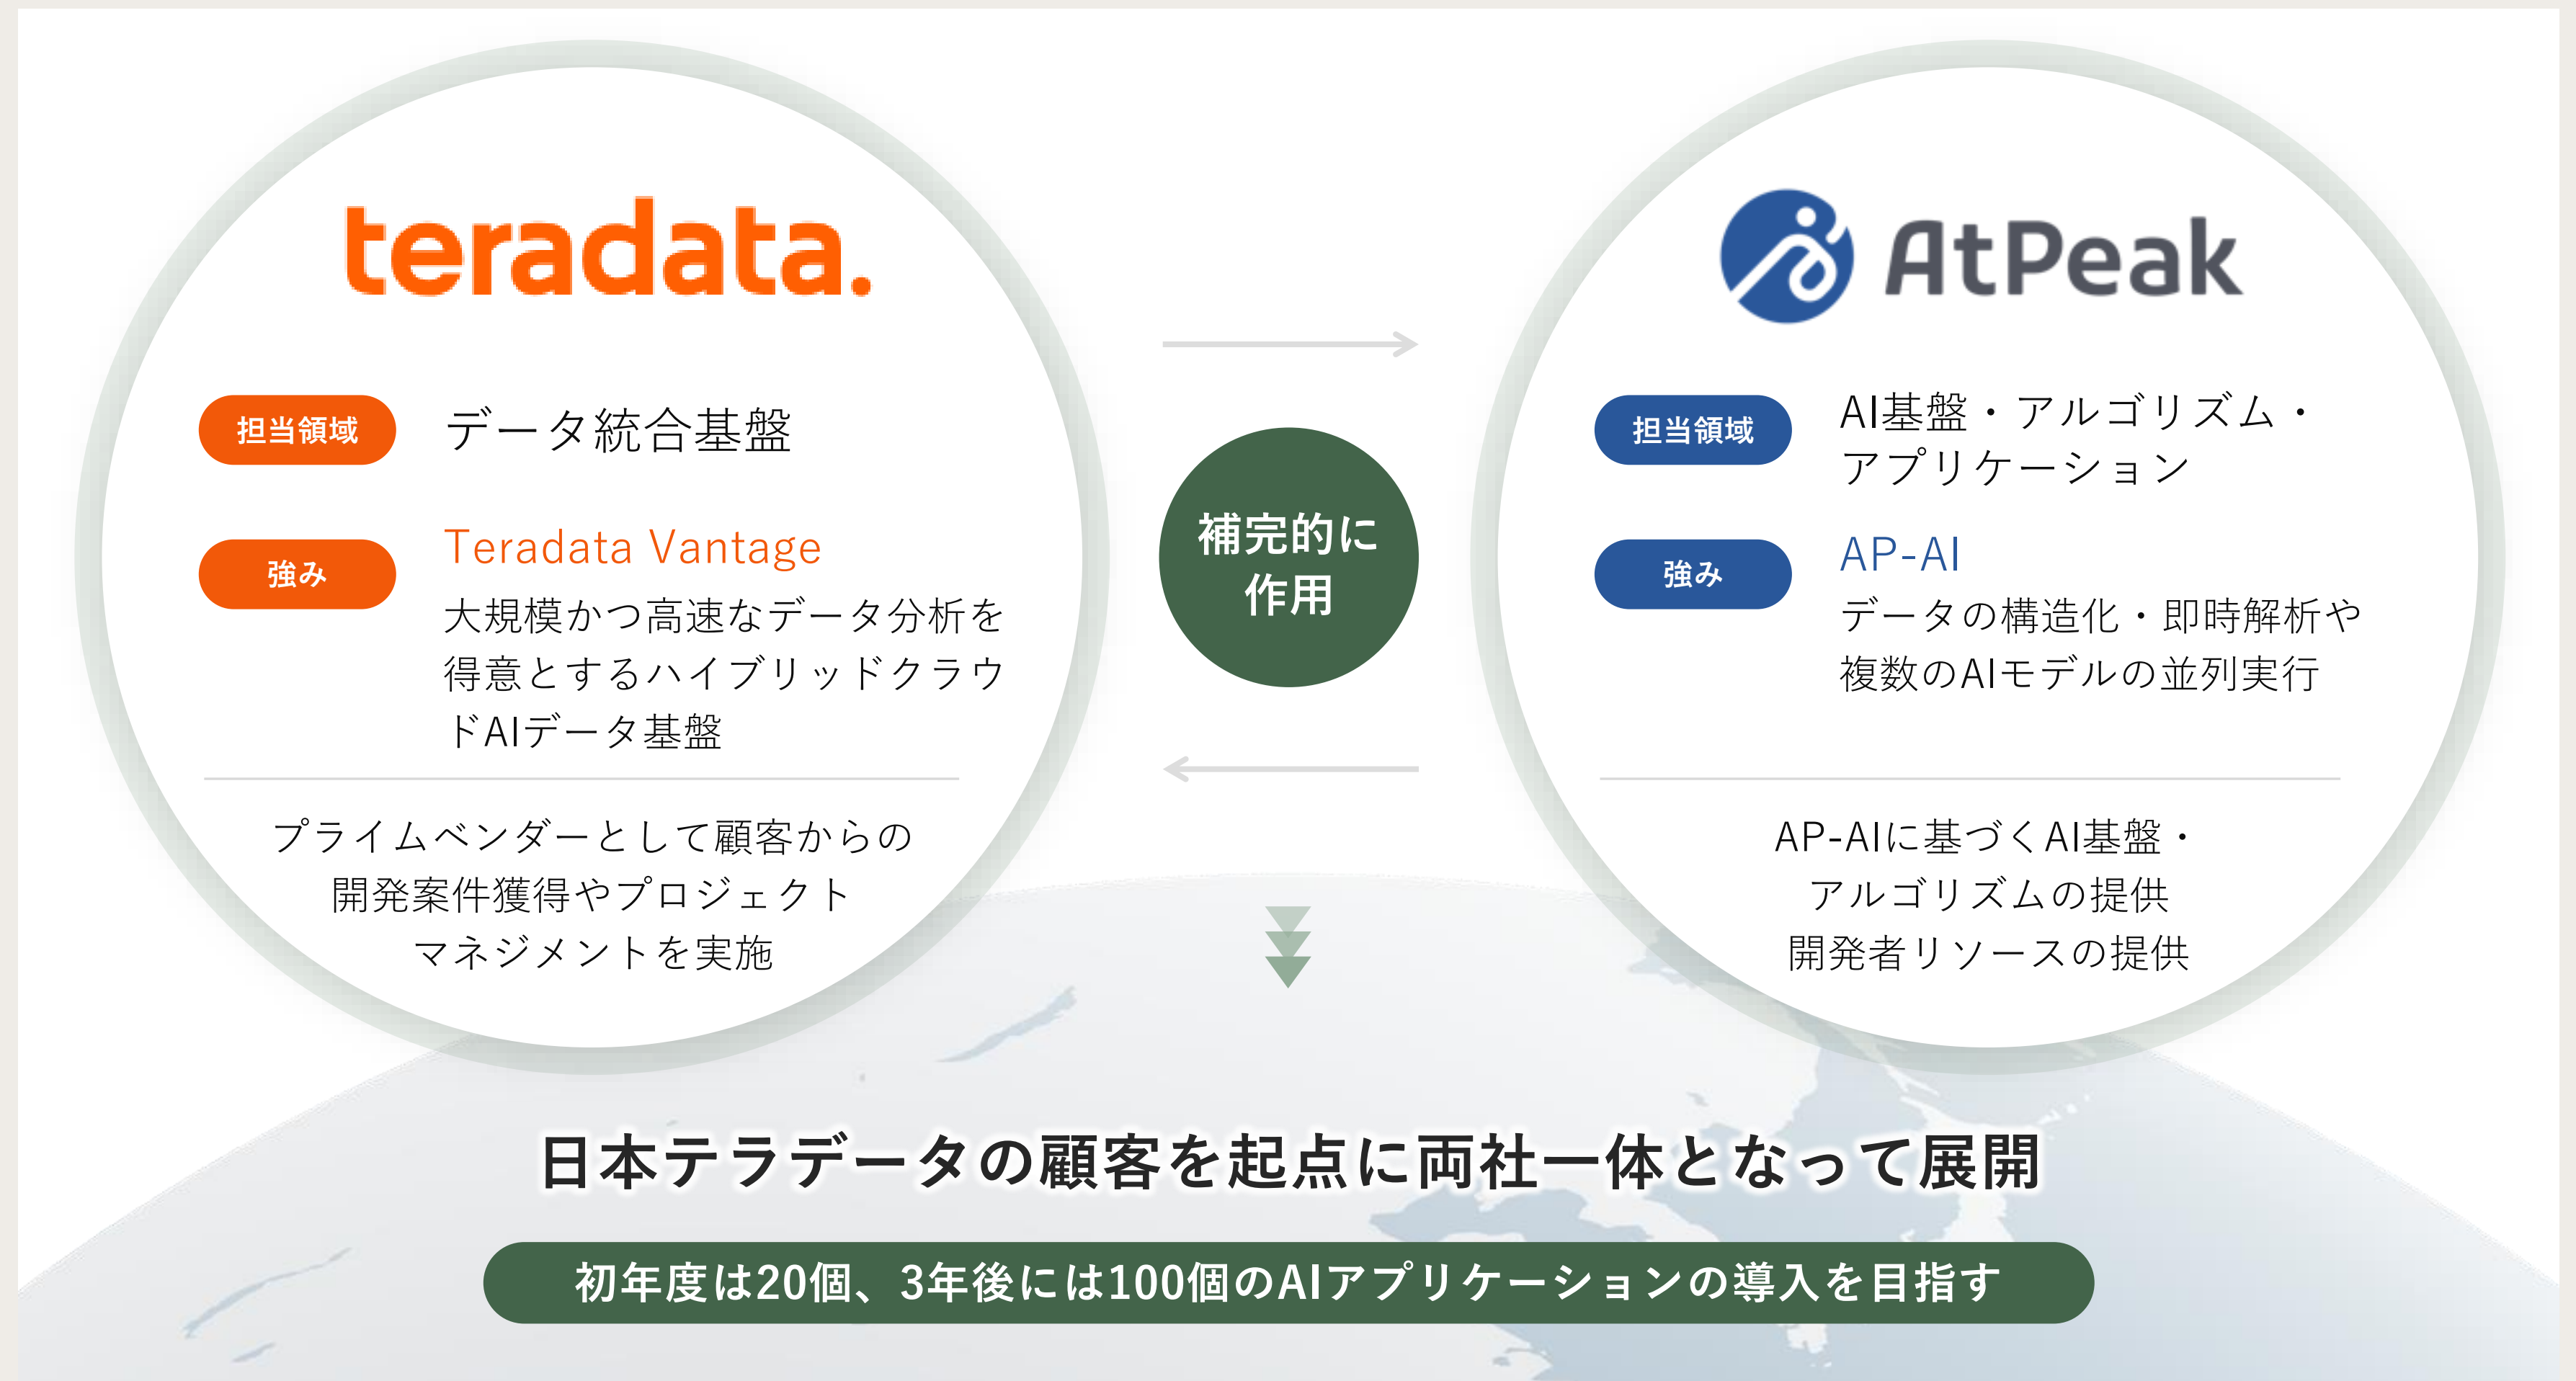 teradata.
担当領域
データ統合基盤
強み
Teradata Vantage
大規模かつ高速なデータ分析を
得意とするハイブリッドクラウ
ドAIデータ基盤
プライムベンダーとして顧客からの
開発案件獲得やプロジェクト
マネジメントを実施
補完的に
作用
AtPeak
担当領域
AI基盤・アルゴリズム・
アプリケーション
強み
AP-AI
データの構造化・即時解析や
複数のAIモデルの並列実行
AP-AIに基づくAI基盤・
アルゴリズムの提供
開発者リソースの提供
日本テラデータの顧客を起点に両社一体となって展開
初年度は20個、3年後には100個のAIアプリケーションの導入を目指す